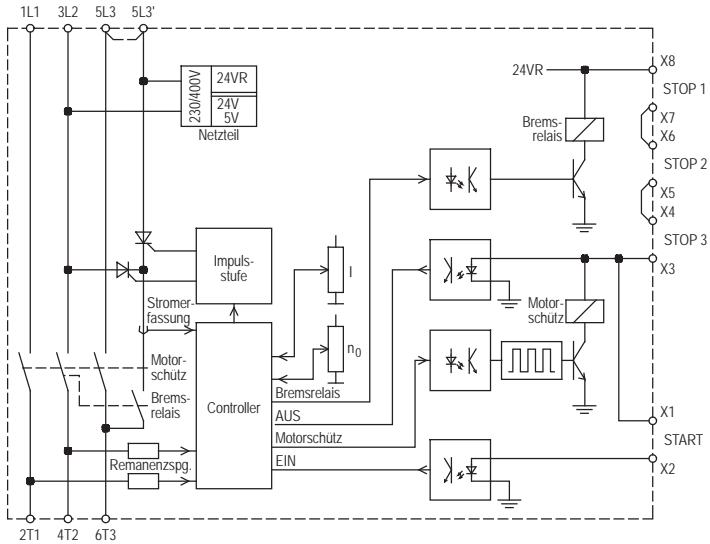 1L1 3L2 5L3 5L3'
X8
24VR
STOP 1
230/400V
24VR
24V
5V
Netzteil
Brems-
relais
X7
X6
STOP 2
X5
X4
Impuls-
stufe
I
STOP 3
X3
Stromer-
fassung
Motor-
schütz
n0
Motor-
schütz
Brems-
relais
Controller
Bremsrelais
AUS
X1
Motorschütz
START
Remanenzspg.
EIN
X2
2T1 4T2 6T3